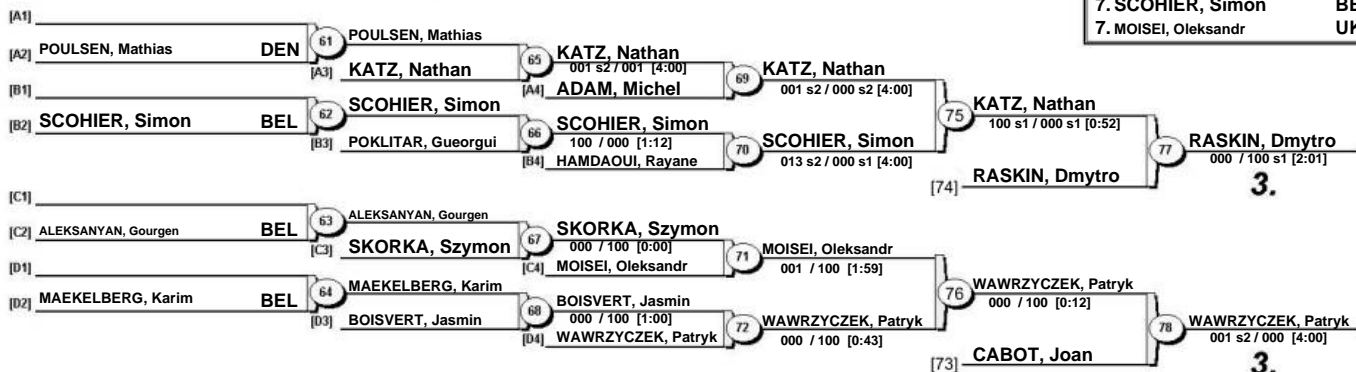 7. SCOHIER, Simon
7. MOISEI, Oleksandr
[A1]
[A2] POULSEN, Mathias DEN
61
POULSEN, Mathias
[A3] KATZ, Nathan
65
KATZ, Nathan
001 s2 / 001 [4:00]
[A4] ADAM, Michel
69
KATZ, Nathan
001 s2 / 000 s2 [4:00]
[B1]
[B2] SCOHIER, Simon BEL
62
SCOHIER, Simon
[B3] POKLITAR, Gueorgui
66
SCOHIER, Simon
100 / 000 [1:12]
[B4] HAMDAOUI, Rayane
70
SCOHIER, Simon
013 s2 / 000 s1 [4:00]
75
KATZ, Nathan
100 s1 / 000 s1 [0:52]
[74] RASKIN, Dmytro
77
RASKIN, Dmytro
000 / 100 s1 [2:01]
3.
[C1]
[C2] ALEKSANYAN, Gourgen BEL
63
ALEKSANYAN, Gourgen
[C3] SKORKA, Szymon
67
SKORKA, Szymon
000 / 100 [0:00]
[C4] MOISEI, Oleksandr
71
MOISEI, Oleksandr
001 / 100 [1:59]
[D1]
[D2] MAEKELBERG, Karim BEL
64
MAEKELBERG, Karim
[D3] BOISVERT, Jasmin
68
BOISVERT, Jasmin
000 / 100 [1:00]
[D4] WAWRZYCZEK, Patryk
72
WAWRZYCZEK, Patryk
000 / 100 [0:43]
76
WAWRZYCZEK, Patryk
000 / 100 [0:12]
[73] CABOT, Joan
78
WAWRZYCZEK, Patryk
001 s2 / 000 [4:00]
3.